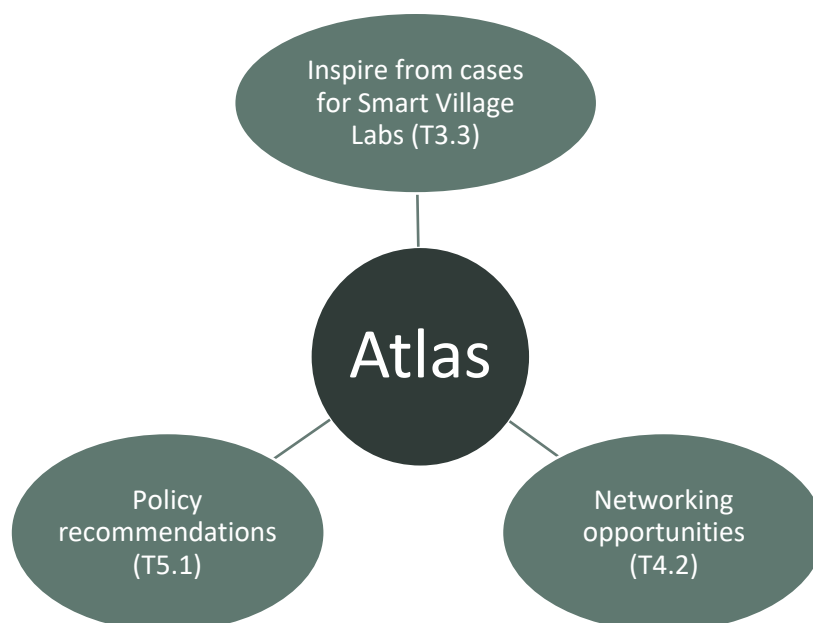 Inspire from cases
for Smart Village
Labs (T3.3)
Atlas
Policy
recommendations
(T5.1)
Networking
opportunities
(T4.2)